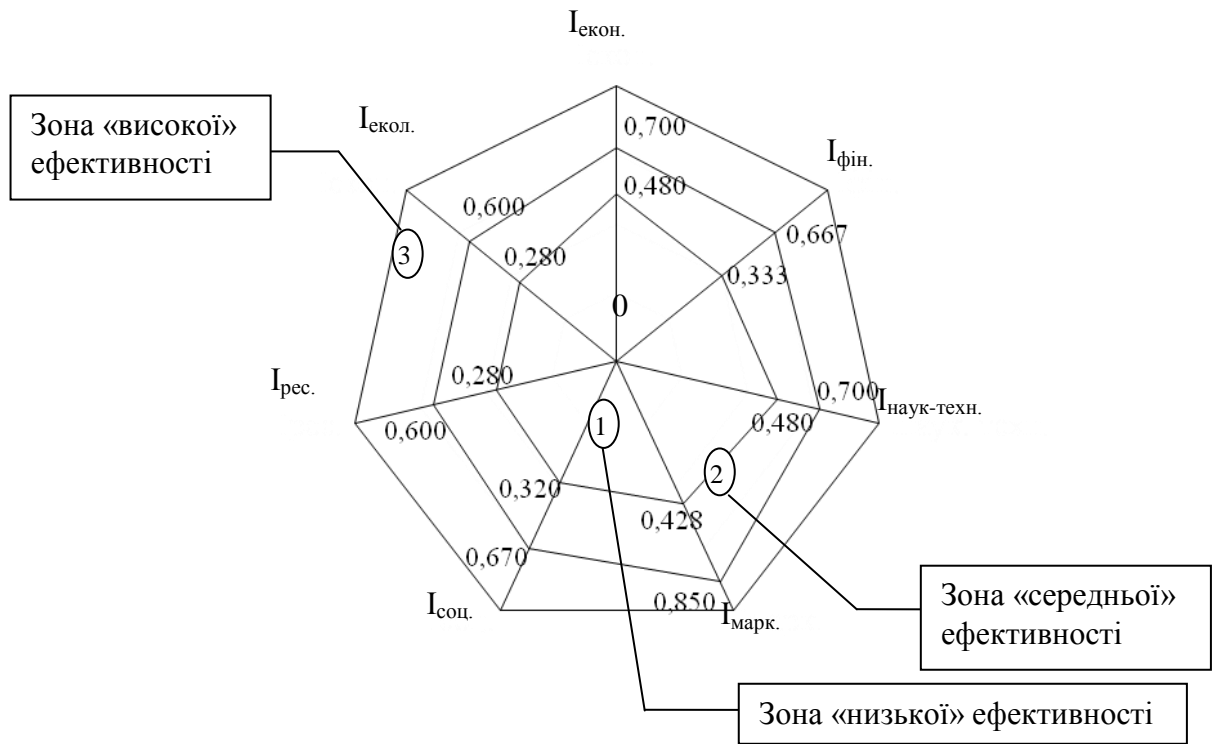 Iекон.
Зона «високої»
ефективності
Iекол.
0,700
Iфін.
0,480
0,600
0,667
0,280
0,333
3
0
Iрес.
0,280
0,700
Iнаук-техн.
0,600
0,480
1
2
0,320
0,428
0,670
0,850
Iсоц.
Iмарк.
Зона «середньої»
ефективності
Зона «низької» ефективності